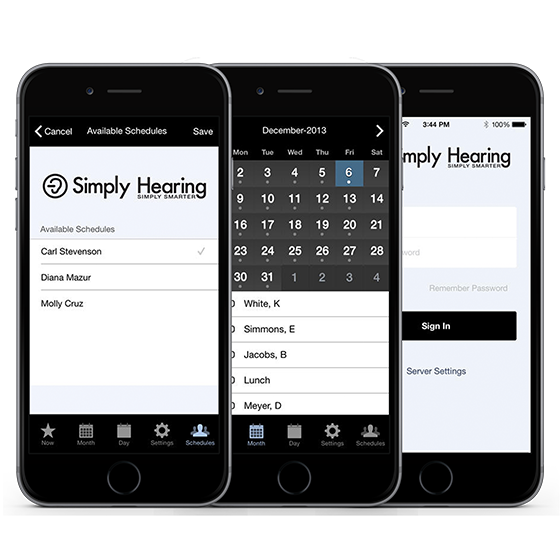 Cancel Available Schedules Save
Simply Hearing
SIMPLY SMARTER
Available Schedules
Carl Stevenson
Diana Mazur
Molly Cruz
Now Month Day Settings Schedules
December-2013
Mon Tue Wed Thu Fri Sat
2 3 4 5 6 7
9 10 11 12 13 14
16 17 18 19 20 21
23 24 25 26 27 28
30 31 1 2 3 4
White, K
Simmons, E
Jacobs, B
Lunch
Meyer, D
Month Day Settings Schedules
3:44 PM 100%
mply Hearing
SIMPLY SMARTER
word
Remember Password
Sign In
Server Settings